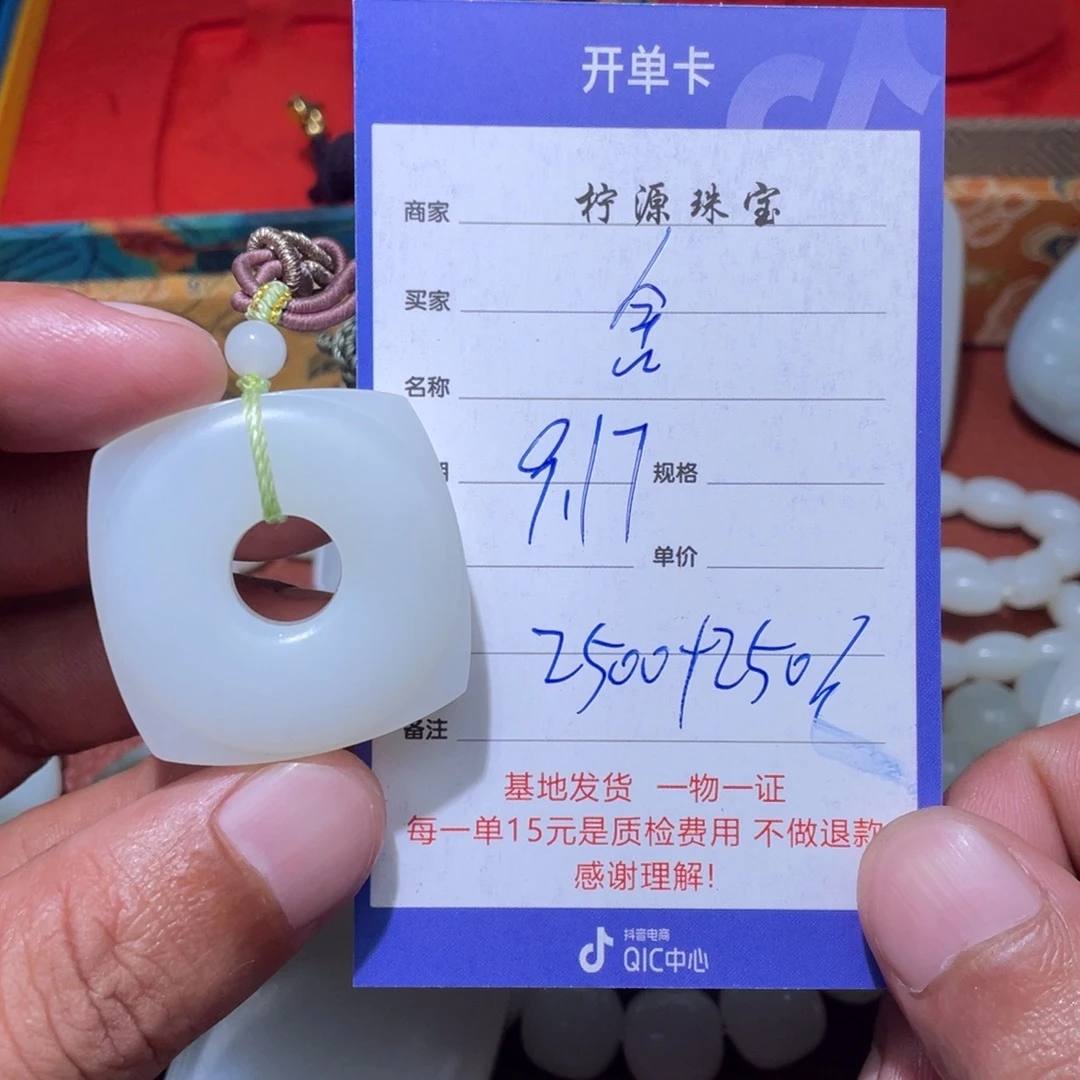 开单卡
商家 柠源珠宝
买家
名称
9.17 规格
单价
2500+250
备注
基地发货 一物一证
每一单15元是质检费用 不做退款
感谢理解!
抖音电商
QIC中心